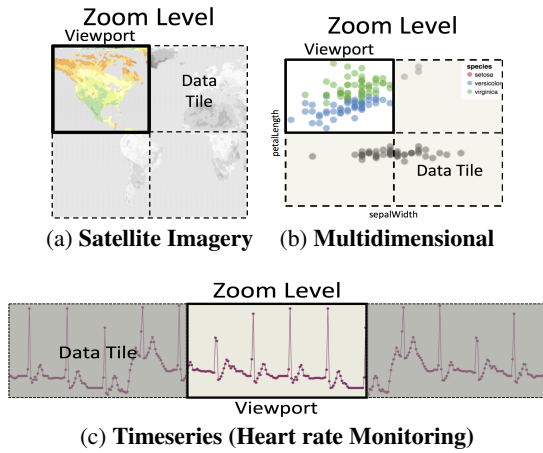 Zoom Level
Viewport
Data
Tile
(a) Satellite Imagery
Zoom Level
Viewport
species
setosa
versicolor
virginica
petalLength
Data Tile
sepalWidth
(b) Multidimensional
Zoom Level
Data Tile
Viewport
(c) Timeseries (Heart rate Monitoring)